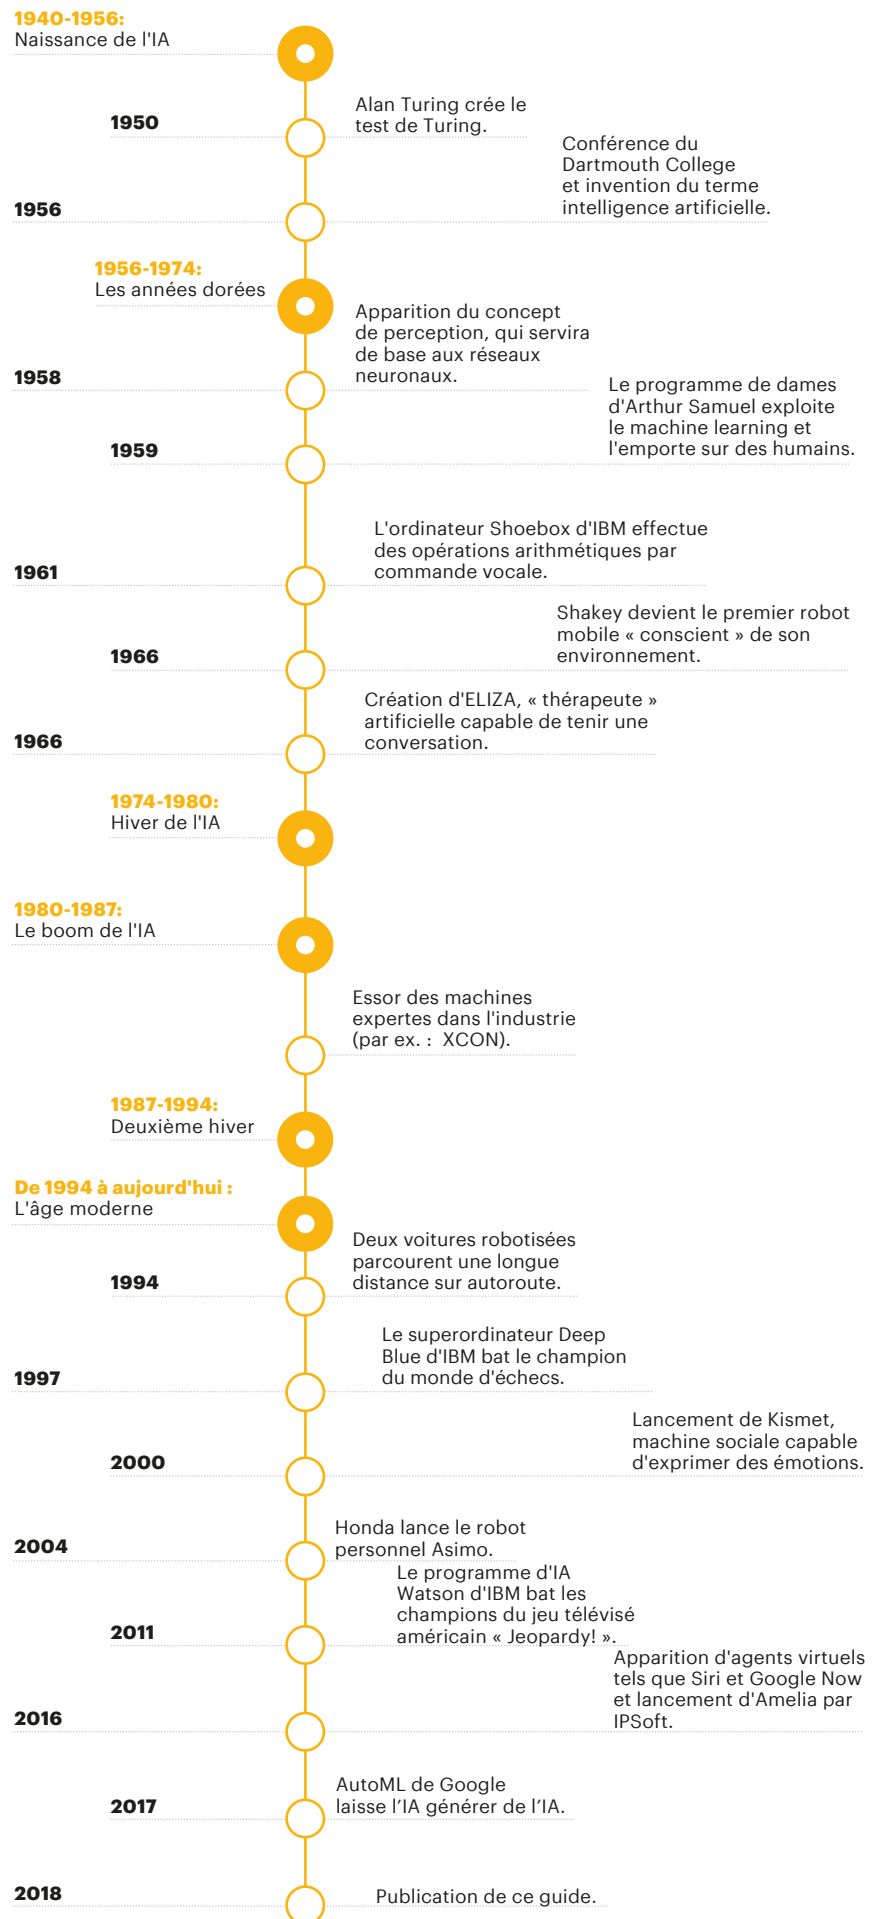 1940-1956:
Naissance de l'IA
1950
Alan Turing crée le
test de Turing.
1956
Conférence du
Dartmouth College
et invention du terme
intelligence artificielle.
1956-1974:
Les années dorées
1958
Apparition du concept
de perception, qui servira
de base aux réseaux
neuronaux.
1959
Le programme de dames
d'Arthur Samuel exploite
le machine learning et
l'emporte sur des humains.
1961
L'ordinateur Shoebox d'IBM effectue
des opérations arithmétiques par
commande vocale.
1966
Shakey devient le premier robot
mobile « conscient » de son
environnement.
1966
Création d'ELIZA, « thérapeute »
artificielle capable de tenir une
conversation.
1974-1980:
Hiver de l'IA
1980-1987:
Le boom de l'IA
Essor des machines
expertes dans l'industrie
(par ex. : XCON).
1987-1994:
Deuxième hiver
De 1994 à aujourd'hui :
L'âge moderne
1994
Deux voitures robotisées
parcourent une longue
distance sur autoroute.
1997
Le superordinateur Deep
Blue d'IBM bat le champion
du monde d'échecs.
2000
Lancement de Kismet,
machine sociale capable
d'exprimer des émotions.
2004
Honda lance le robot
personnel Asimo.
2011
Le programme d'IA
Watson d'IBM bat les
champions du jeu télévisé
américain « Jeopardy! ».
2016
Apparition d'agents virtuels
tels que Siri et Google Now
et lancement d'Amelia par
IPSoft.
2017
AutoML de Google
laisse l’IA générer de l’IA.
2018
Publication de ce guide.